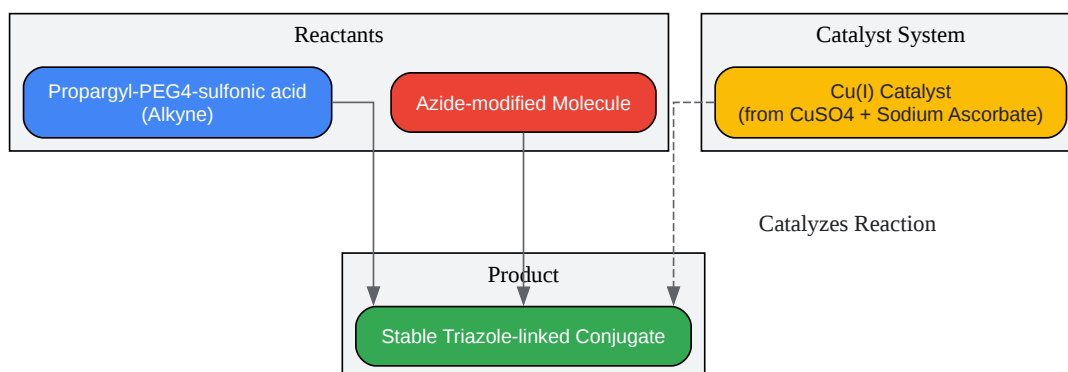 Reactants
Propargyl-PEG4-sulfonic acid
(Alkyne)
Azide-modified Molecule
Catalyst System
Cu(I) Catalyst
(from CuSO4 + Sodium Ascorbate)
Catalyzes Reaction
Product
Stable Triazole-linked Conjugate